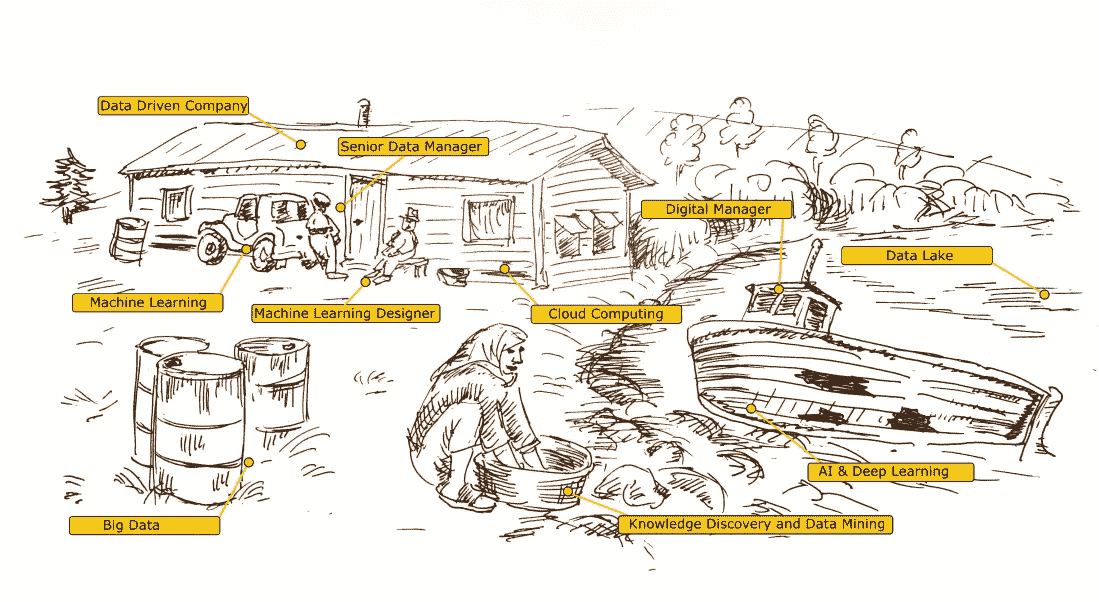 Data Driven Company
Senior Data Manager
Digital Manager
Data Lake
Machine Learning
Machine Learning Designer
Cloud Computing
AI & Deep Learning
Big Data
Knowledge Discovery and Data Mining